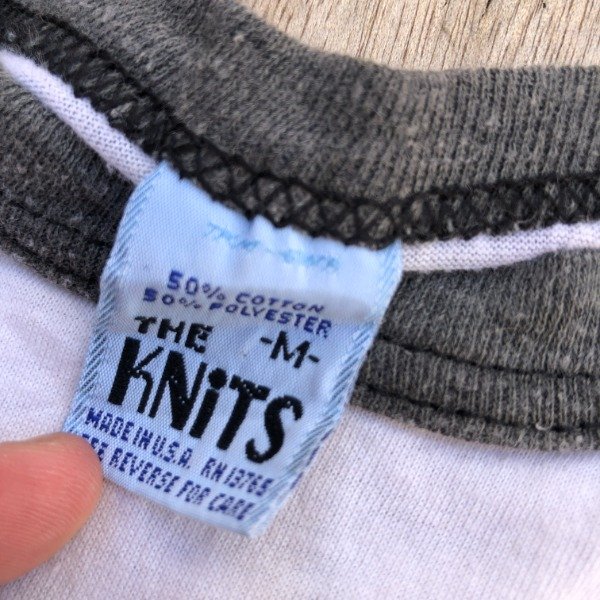 50% COTTON
50% POLYESTER
-M-
THE
KNiTS
MADE IN U.S.A. RN 13765
SEE REVERSE FOR CARE